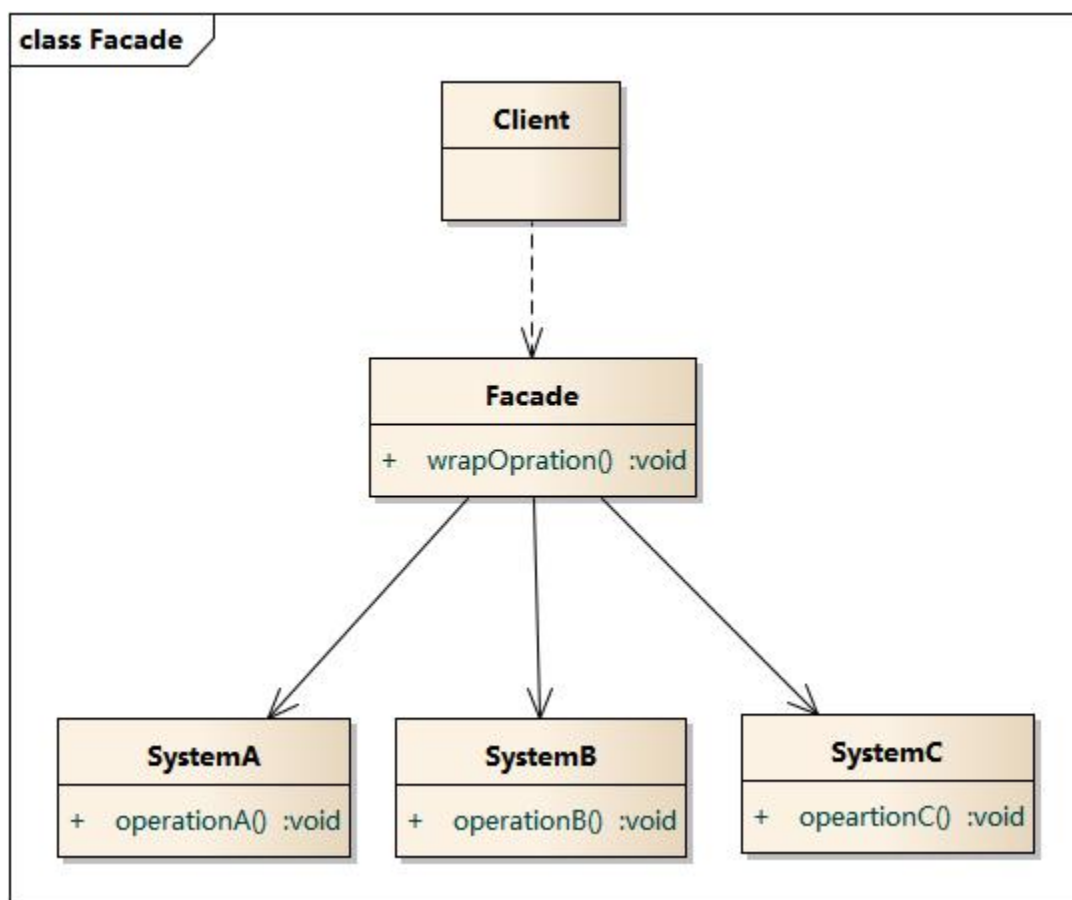 class Facade
Client
Facade
+ wrapOpration() :void
SystemA
+ operationA() :void
SystemB
+ operationB() :void
SystemC
+ opeartionC() :void